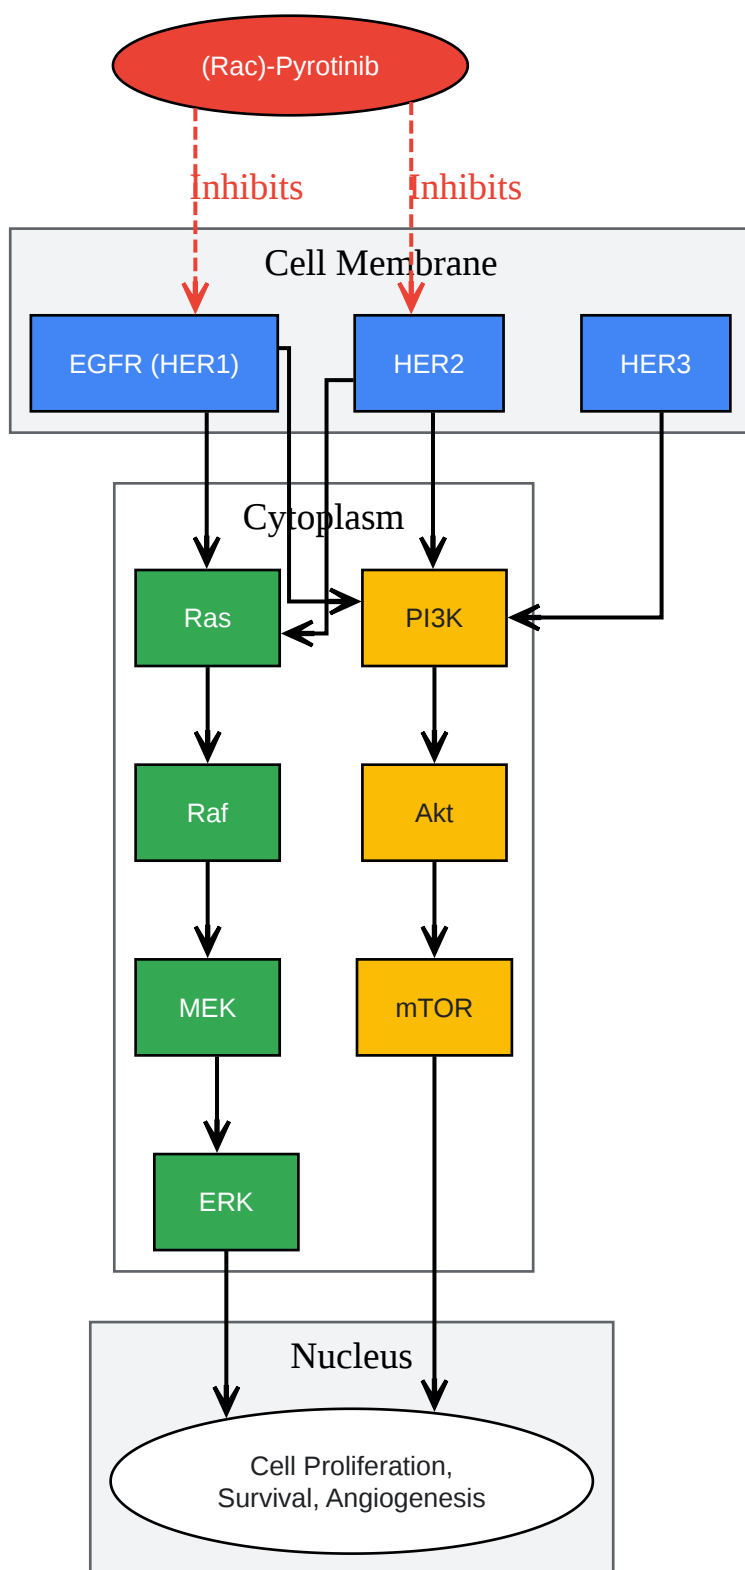 (Rac)-Pyrotinib
Inhibits
Inhibits
Cell Membrane
EGFR (HER1)
HER2
HER3
Cytoplasm
Ras
PI3K
Raf
Akt
MEK
mTOR
ERK
Nucleus
Cell Proliferation,
Survival, Angiogenesis